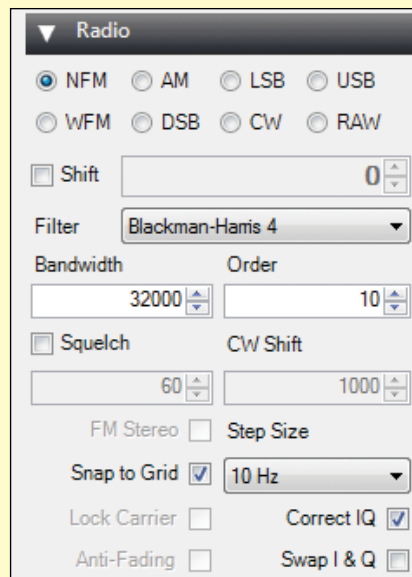 Radio
NFM AM LSB USB
WFM DSB CW RAW
Shift 0
Filter Blackman-Harris 4
Bandwidth Order
32000 10
Squelch CW Shift
60 1000
FM Stereo Step Size
Snap to Grid 10 Hz
Lock Carrier Correct IQ
Anti-Fading Swap I & Q